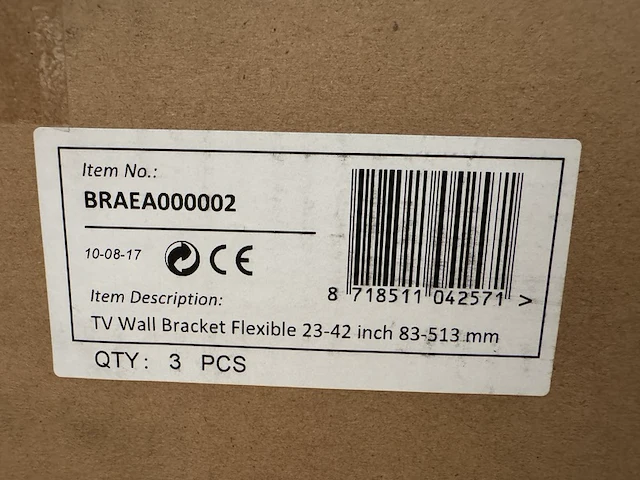 Item No.:
BRAEA000002
10-08-17 CE
Item Description:
8 718511 042571 >
TV Wall Bracket Flexible 23-42 inch 83-513 mm
QTY: 3 PCS